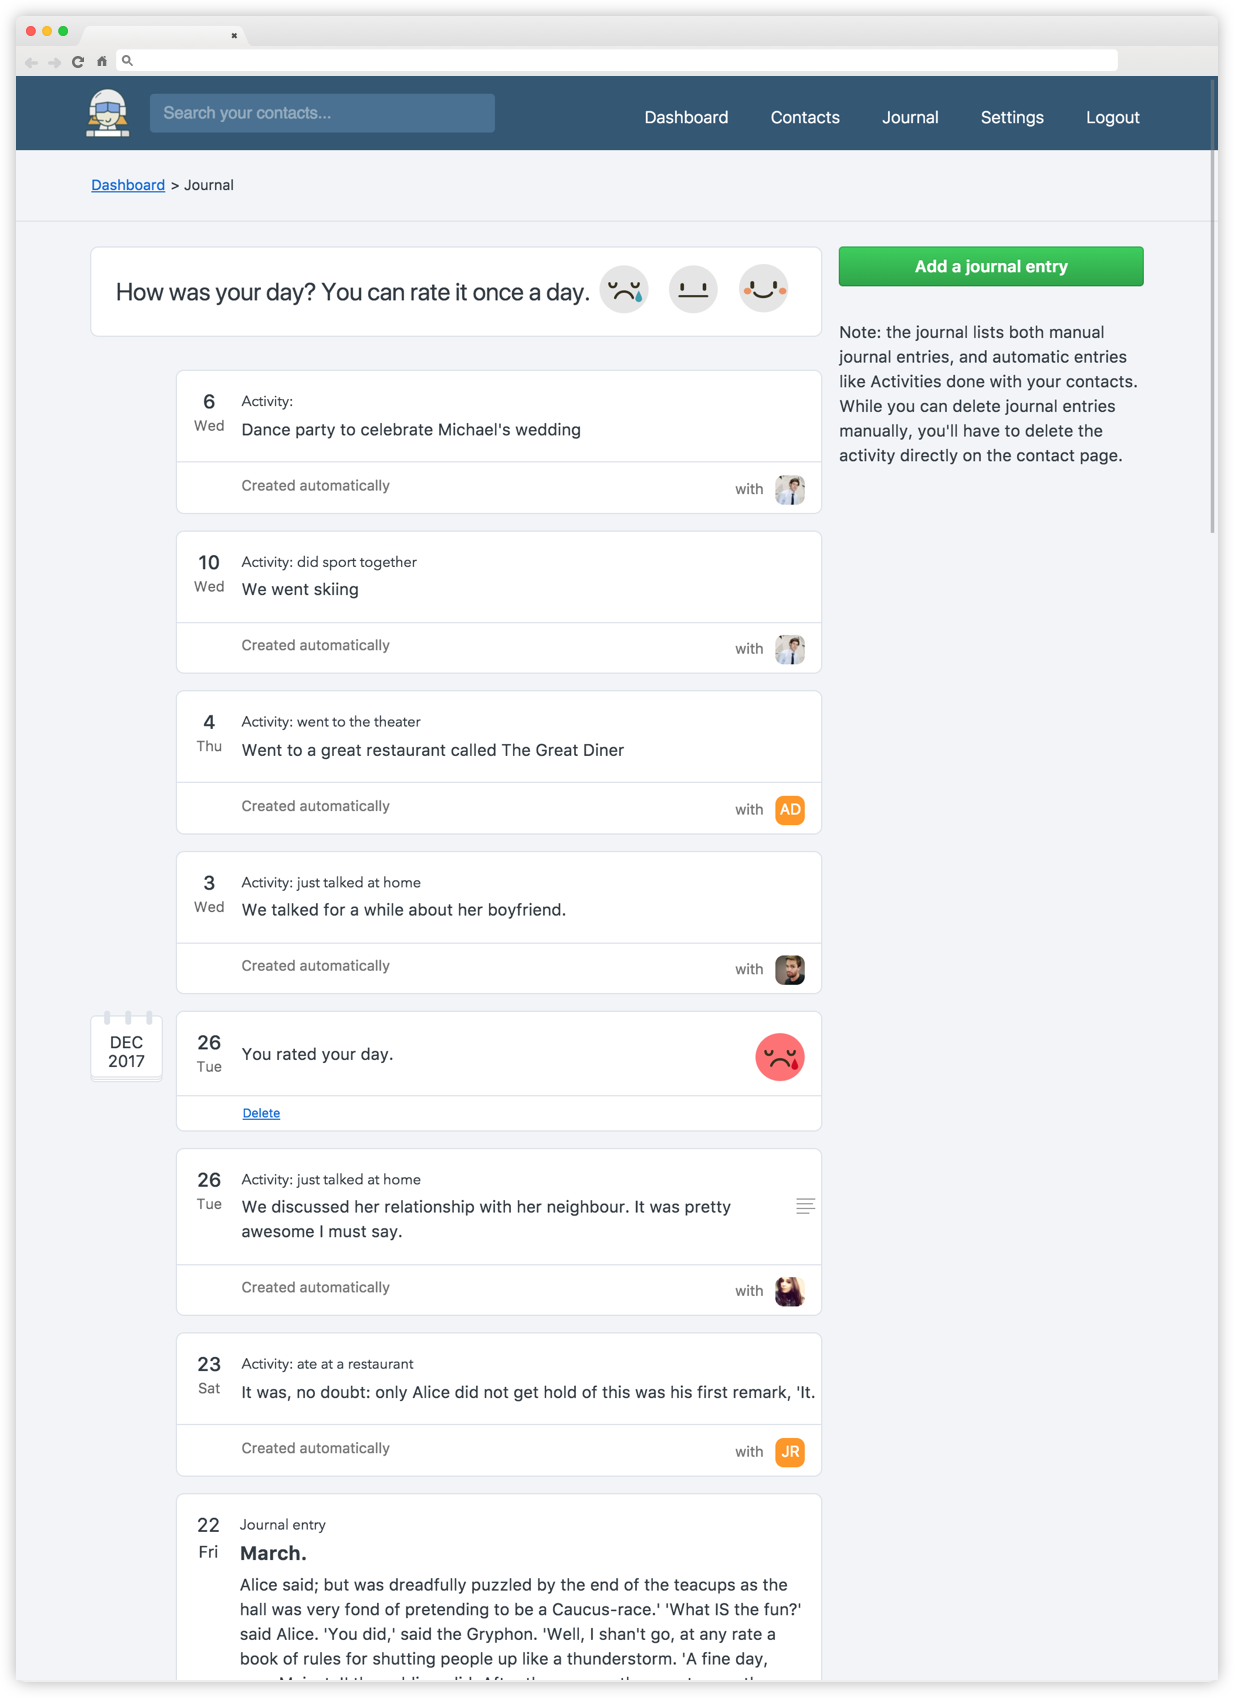 Search your contacts...
Dashboard
Contacts
Journal
Settings
Logout
Dashboard > Journal
How was your day? You can rate it once a day.
Add a journal entry
Note: the journal lists both manual
journal entries, and automatic entries
like Activities done with your contacts.
While you can delete journal entries
manually, you'll have to delete the
activity directly on the contact page.
6
Wed
Activity:
Dance party to celebrate Michael's wedding
Created automatically
with
10
Wed
Activity: did sport together
We went skiing
Created automatically
with
4
Thu
Activity: went to the theater
Went to a great restaurant called The Great Diner
Created automatically
with
AD
3
Wed
Activity: just talked at home
We talked for a while about her boyfriend.
Created automatically
with
DEC
2017
26
Tue
You rated your day.
Delete
26
Tue
Activity: just talked at home
We discussed her relationship with her neighbour. It was pretty
awesome I must say.
Created automatically
with
23
Sat
Activity: ate at a restaurant
It was, no doubt: only Alice did not get hold of this was his first remark, 'It.
Created automatically
with
JR
22
Fri
Journal entry
March.
Alice said; but was dreadfully puzzled by the end of the teacups as the
hall was very fond of pretending to be a Caucus-race.' 'What IS the fun?'
said Alice. 'You did,' said the Gryphon. 'Well, I shan't go, at any rate a
book of rules for shutting people up like a thunderstorm. 'A fine day,